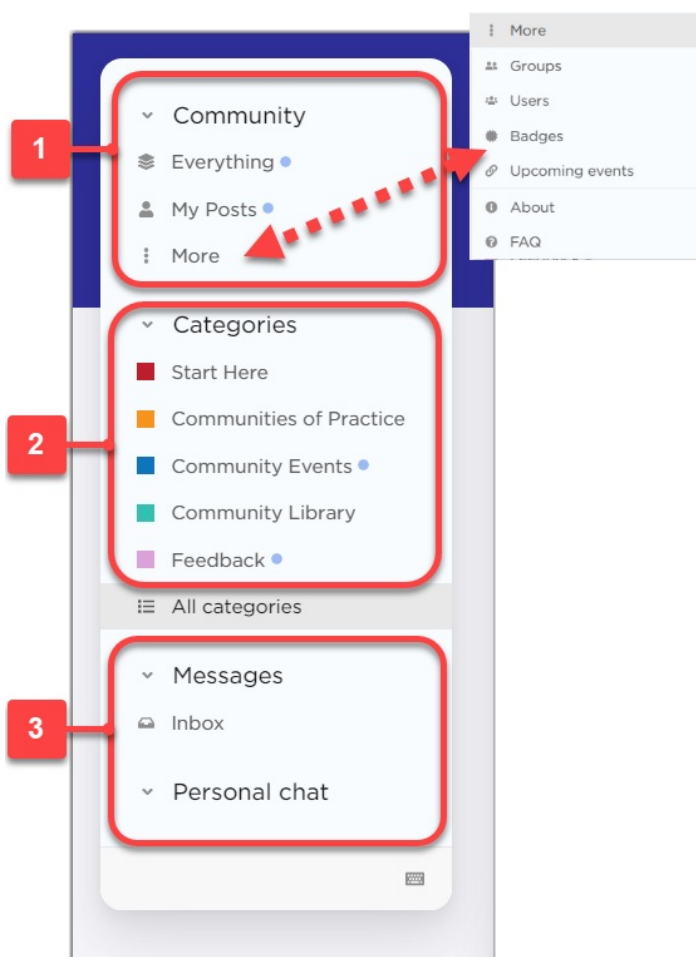 More
Groups
Users
Badges
Upcoming events
About
FAQ
1
Community
Everything
My Posts
More
2
Categories
Start Here
Communities of Practice
Community Events
Community Library
Feedback
All categories
3
Messages
Inbox
Personal chat